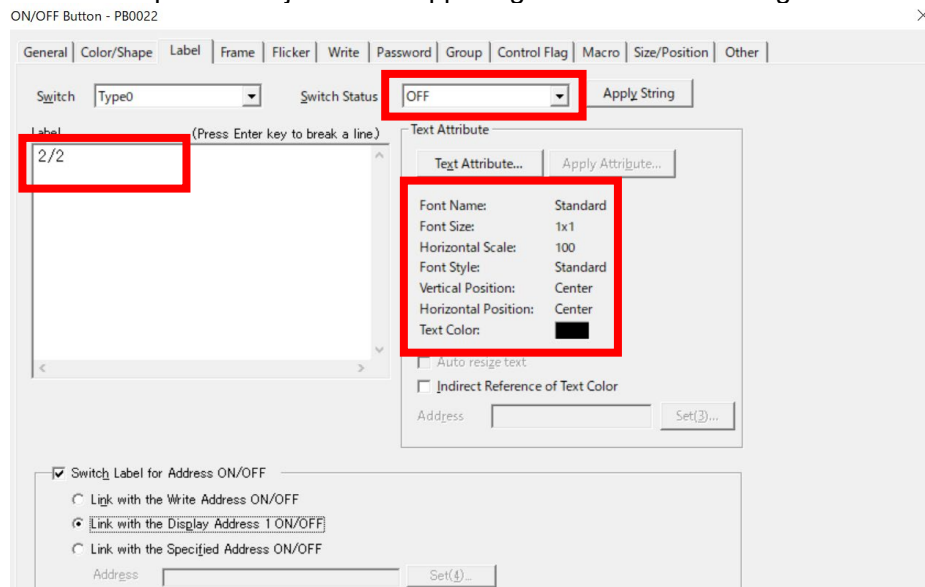 ON/OFF Button - PB0022
General Color/Shape Label Frame Flicker Write Password Group Control Flag Macro Size/Position Other
Switch Type0 Switch Status OFF Apply String
Label (Press Enter key to break a line.) Text Attribute
2/2
Text Attribute... Apply Attribute...
Font Name: Standard
Font Size: 1x1
Horizontal Scale: 100
Font Style: Standard
Vertical Position: Center
Horizontal Position: Center
Text Color:
Auto resize text
Indirect Reference of Text Color
Address Set(3)...
Switch Label for Address ON/OFF
Link with the Write Address ON/OFF
Link with the Display Address 1 ON/OFF
Link with the Specified Address ON/OFF
Address Set(4)...